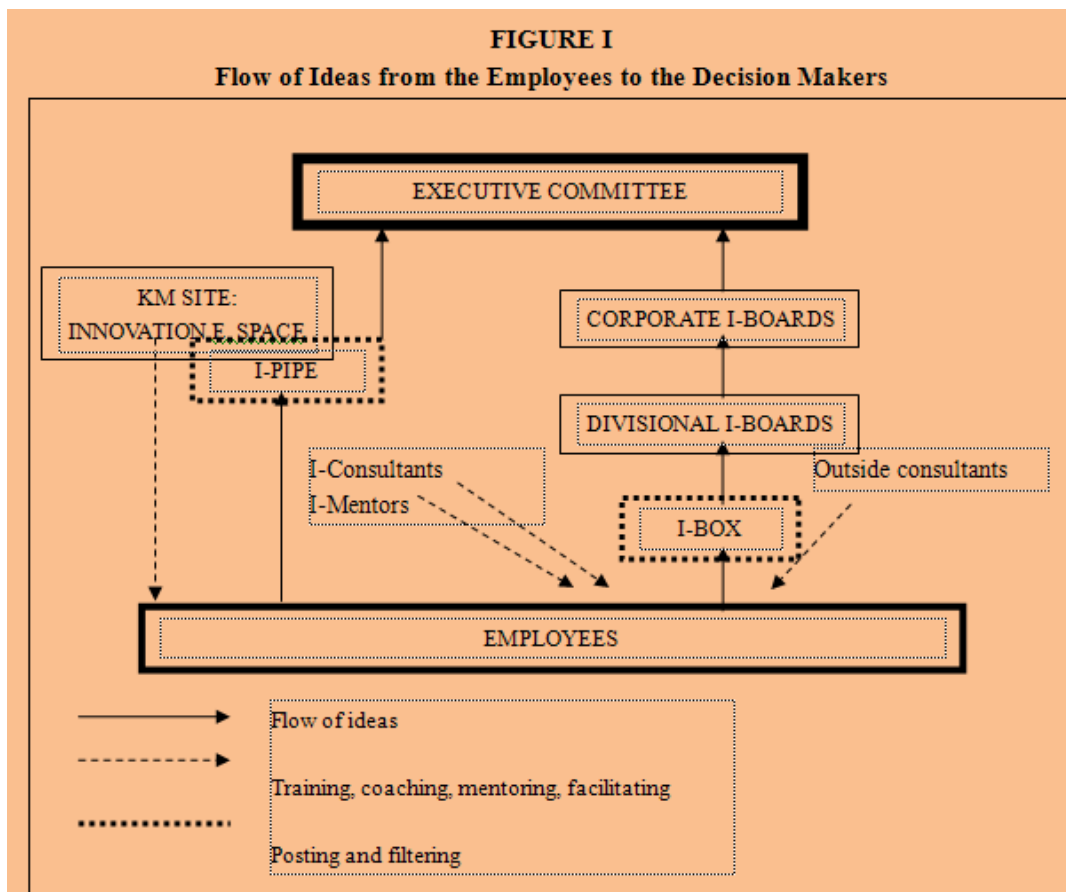 FIGURE I
Flow of Ideas from the Employees to the Decision Makers
EXECUTIVE COMMITTEE
KM SITE:
INNOVATION E. SPACE
I-PIPE
CORPORATE I-BOARDS
DIVISIONAL I-BOARDS
I-Consultants
I-Mentors
Outside consultants
I-BOX
EMPLOYEES
Flow of ideas
Training, coaching, mentoring, facilitating
Posting and filtering